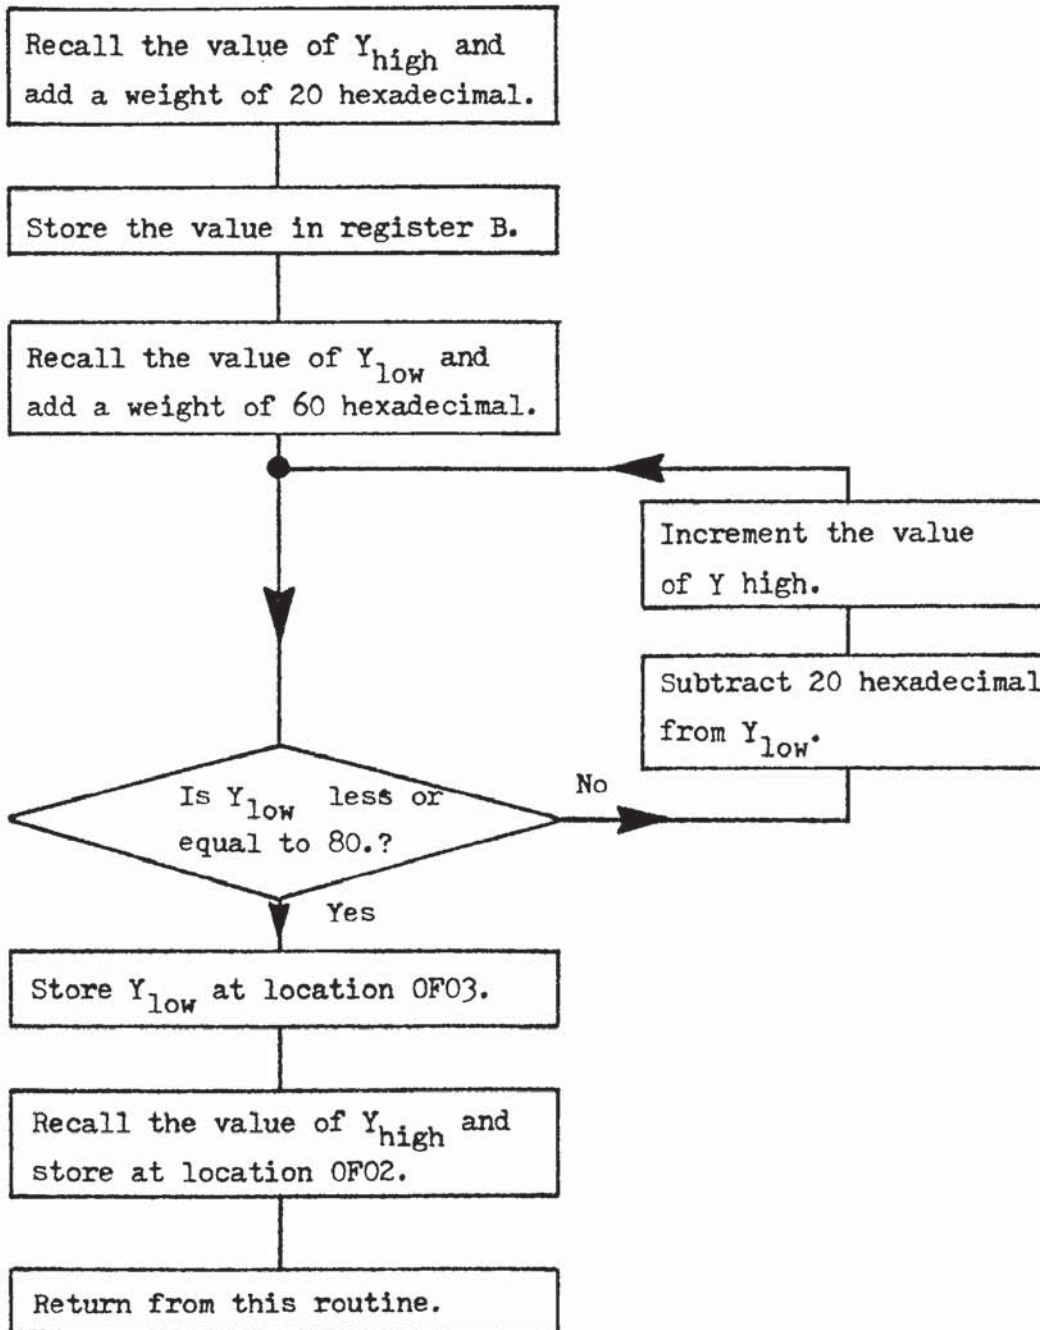 Recall the value of Yhigh and
add a weight of 20 hexadecimal.
Store the value in register B.
Recall the value of Ylow and
add a weight of 60 hexadecimal.
Increment the value
of Y high.
Subtract 20 hexadecimal
from Ylow.
Is Ylow less or
equal to 80.?
No
Yes
Store Ylow at location 0F03.
Recall the value of Yhigh and
store at location 0F02.
Return from this routine.